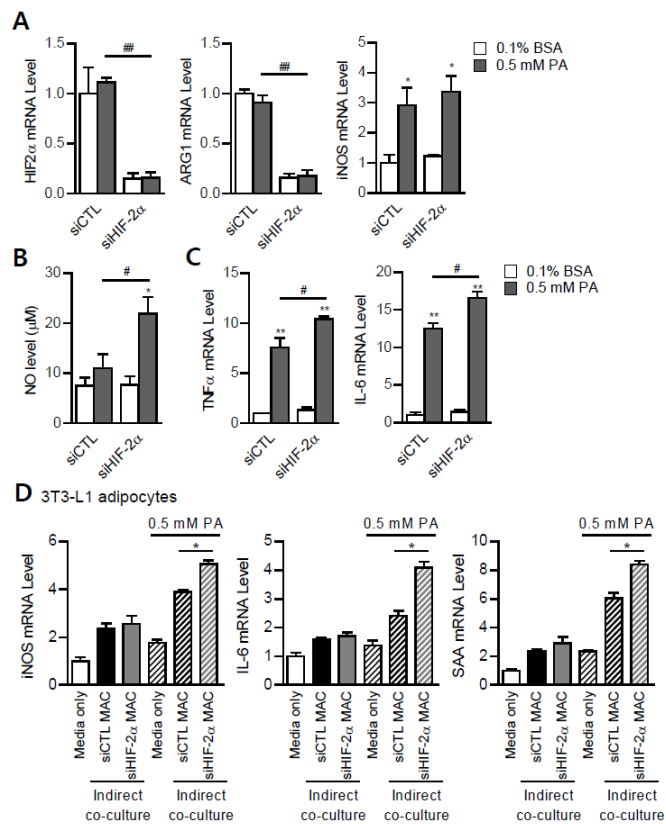 A
HIF2α mRNA Level
1.5
1.0
0.5
0.0
##
siCTL
siHIF-2α
ARG1 mRNA Level
1.5
1.0
0.5
0.0
##
siCTL
siHIF-2α
iNOS mRNA Level
5
4
3
2
1
0
*
*
siCTL
siHIF-2α
0.1% BSA
0.5 mM PA
B
NO level (μM)
30
20
10
0
#
*
siCTL
siHIF-2α
C
TNFα mRNA Level
15
10
5
0
#
**
**
siCTL
siHIF-2α
IL-6 mRNA Level
20
15
10
5
0
#
**
**
siCTL
siHIF-2α
0.1% BSA
0.5 mM PA
D 3T3-L1 adipocytes
iNOS mRNA Level
6
4
2
0
0.5 mM PA
*
Media only
siCTL MAC
siHIF-2α MAC
Media only
siCTL MAC
siHIF-2α MAC
Indirect
co-culture
Indirect
co-culture
IL-6 mRNA Level
5
4
3
2
1
0
0.5 mM PA
*
Media only
siCTL MAC
siHIF-2α MAC
Media only
siCTL MAC
siHIF-2α MAC
Indirect
co-culture
Indirect
co-culture
SAA mRNA Level
10
8
6
4
2
0
0.5 mM PA
*
Media only
siCTL MAC
siHIF-2α MAC
Media only
siCTL MAC
siHIF-2α MAC
Indirect
co-culture
Indirect
co-culture